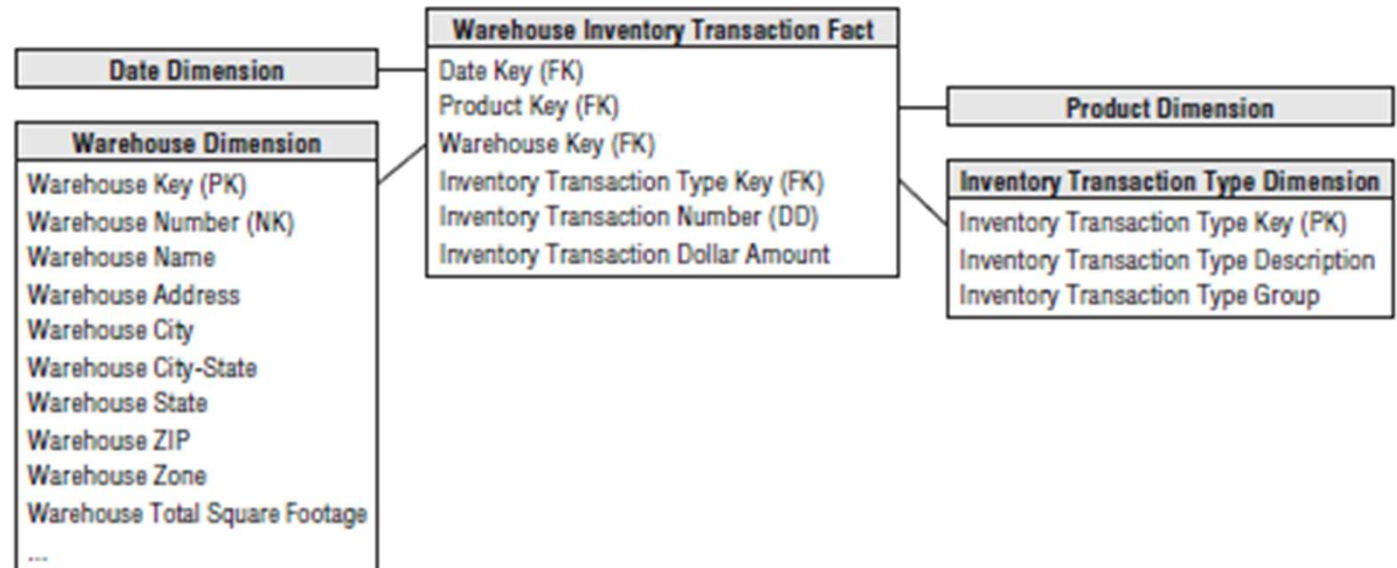 Date Dimension
Warehouse Dimension
Warehouse Key (PK)
Warehouse Number (NK)
Warehouse Name
Warehouse Address
Warehouse City
Warehouse City-State
Warehouse State
Warehouse ZIP
Warehouse Zone
Warehouse Total Square Footage
...
Warehouse Inventory Transaction Fact
Date Key (FK)
Product Key (FK)
Warehouse Key (FK)
Inventory Transaction Type Key (FK)
Inventory Transaction Number (DD)
Inventory Transaction Dollar Amount
Product Dimension
Inventory Transaction Type Dimension
Inventory Transaction Type Key (PK)
Inventory Transaction Type Description
Inventory Transaction Type Group